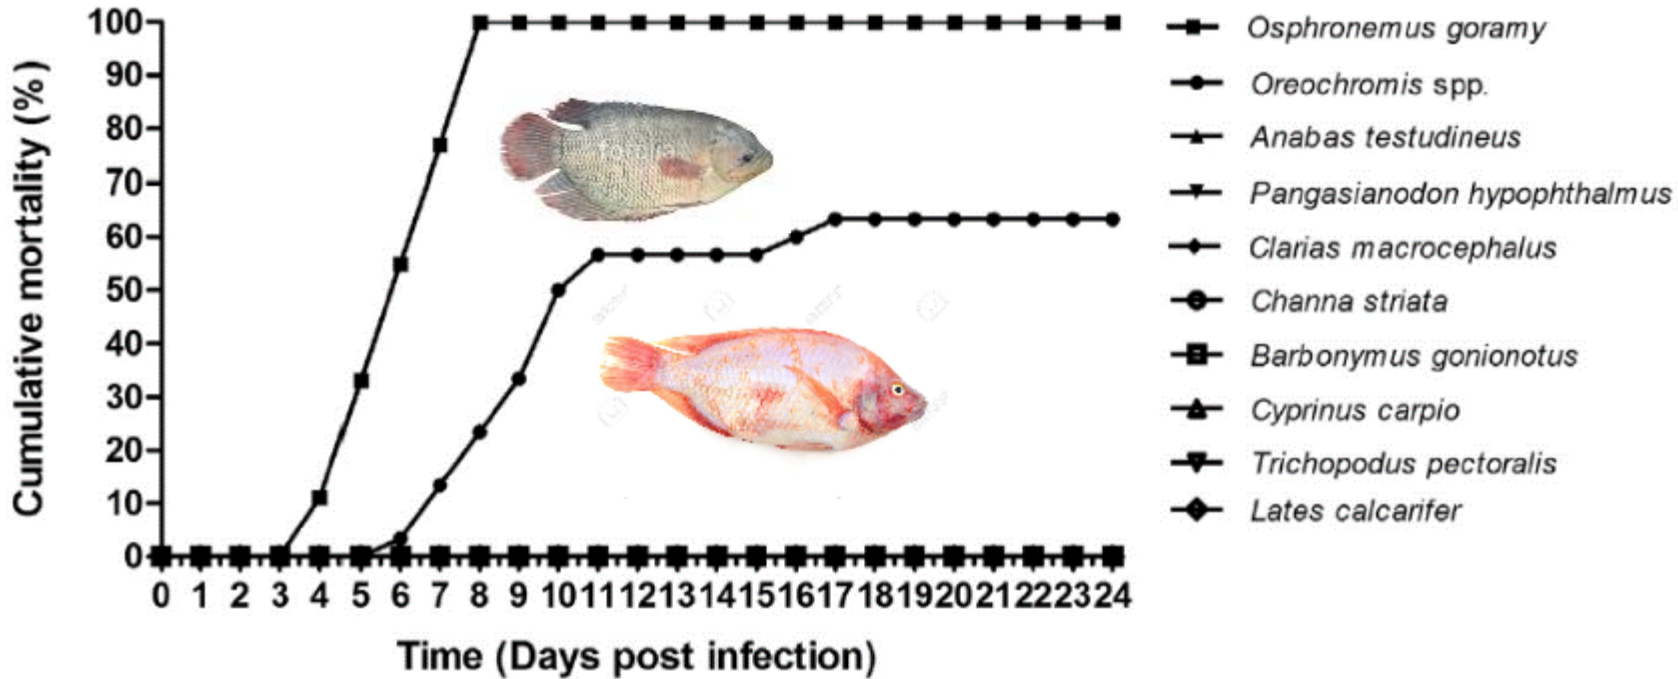 Cumulative mortality (%)
100
90
80
70
60
50
40
30
20
10
0
0 1 2 3 4 5 6 7 8 9 10 11 12 13 14 15 16 17 18 19 20 21 22 23 24
Time (Days post infection)
Osphronemus goramy
Oreochromis spp.
Anabas testudineus
Pangasianodon hypophthalmus
Clarias macrocephalus
Channa striata
Barbonymus gonionotus
Cyprinus carpio
Trichopodus pectoralis
Lates calcarifer